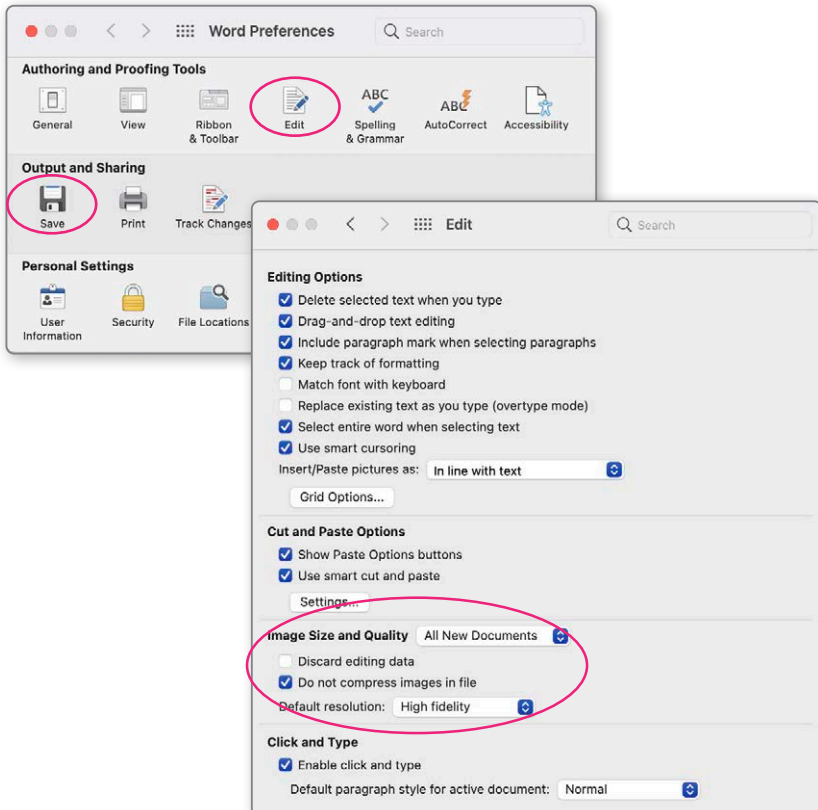 Word Preferences
Search
Authoring and Proofing Tools
General
View
Ribbon
& Toolbar
Edit
ABC
Spelling
& Grammar
ABC
AutoCorrect
Accessibility
Output and Sharing
Save
Print
Track Changes
Personal Settings
User
Information
Security
File Locations
Edit
Search
Editing Options
Delete selected text when you type
Drag-and-drop text editing
Include paragraph mark when selecting paragraphs
Keep track of formatting
Match font with keyboard
Replace existing text as you type (overtype mode)
Select entire word when selecting text
Use smart cursoring
Insert/Paste pictures as: In line with text
Grid Options...
Cut and Paste Options
Show Paste Options buttons
Use smart cut and paste
Settings...
Image Size and Quality All New Documents
Discard editing data
Do not compress images in file
Default resolution: High fidelity
Click and Type
Enable click and type
Default paragraph style for active document: Normal